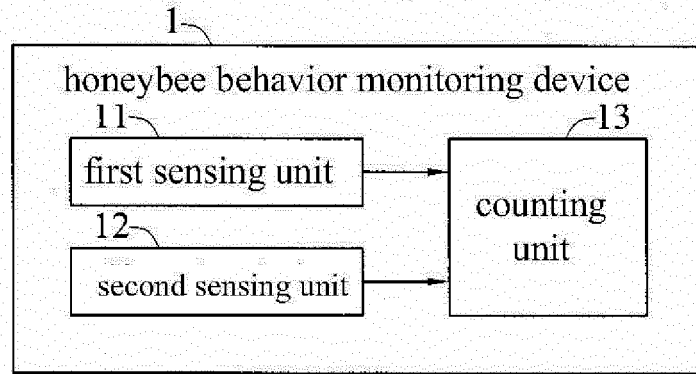 1
honeybee behavior monitoring device
11
13
first sensing unit
counting
unit
12
second sensing unit